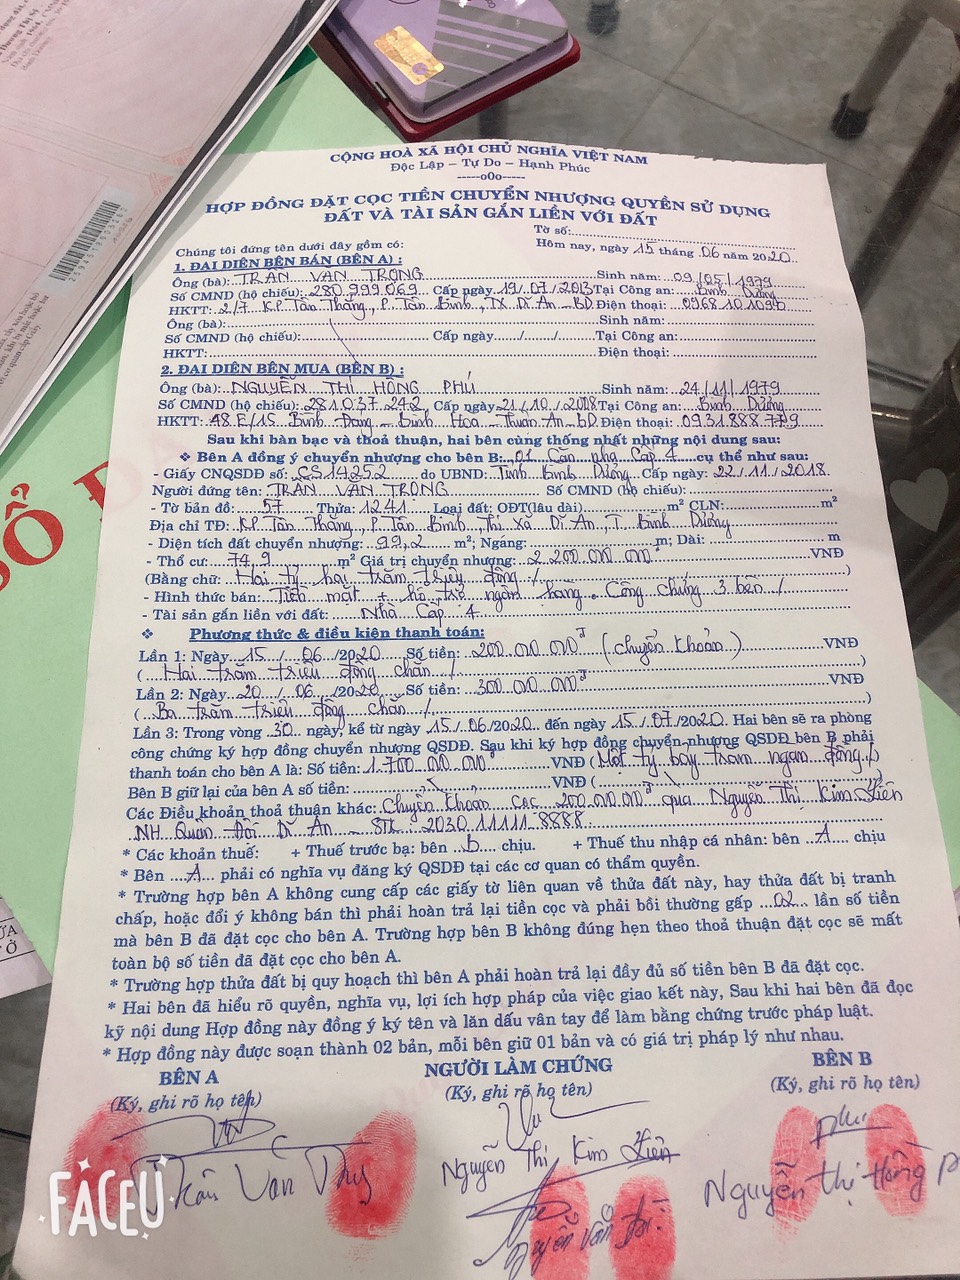 CỘNG HOÀ XÃ HỘI CHỦ NGHĨA VIỆT NAM
Độc Lập – Tự Do – Hạnh Phúc
-----o0o-----
HỢP ĐỒNG ĐẶT CỌC TIỀN CHUYỂN NHƯỢNG QUYỀN SỬ DỤNG
ĐẤT VÀ TÀI SẢN GẮN LIỀN VỚI ĐẤT
Tờ số:
Hôm nay, ngày 15 tháng 06 năm 2020
Chúng tôi đứng tên dưới đây gồm có:
1. ĐẠI DIỆN BÊN BÁN (BÊN A) :
Ông (bà): TRẦN VĂN TRỌNG Sinh năm: 09/05/1979
Số CMND (hộ chiếu): 280.999.069 Cấp ngày 19/07/2013 Tại Công an: Bình Dương
HKTT: 2/7 KP Tân Thắng, P. Tân Bình, TX Dĩ An - BD Điện thoại: 0968101090
Ông (bà): Sinh năm:
Số CMND (hộ chiếu): Cấp ngày / / Tại Công an:
HKTT: Điện thoại:
2. ĐẠI DIỆN BÊN MUA (BÊN B) :
Ông (bà): NGUYỄN THỊ HỒNG PHÚ Sinh năm: 24/11/1979
Số CMND (hộ chiếu): 281.037.242 Cấp ngày 21/10/2018 Tại Công an: Bình Dương
HKTT: 48E/15 Bình Đáng - Bình Hoà - Thuận An - BD Điện thoại: 0931.888.779
Sau khi bàn bạc và thoả thuận, hai bên cùng thống nhất những nội dung sau:
❖ Bên A đồng ý chuyển nhượng cho bên B: 01 Căn nhà Cấp 4 cụ thể như sau:
- Giấy CNQSDĐ số: CS14252 do UBND: Tỉnh Bình Dương Cấp ngày: 22/11/2018
Người đứng tên: TRẦN VĂN TRỌNG Số CMND (hộ chiếu):
- Tờ bản đồ: 57 Thửa: 1241 Loại đất: OĐT(lâu dài) m² CLN: m²
Địa chỉ TĐ: KP Tân Thắng, P. Tân Bình Thị Xã Dĩ An, T. Bình Dương
- Diện tích đất chuyển nhượng: 99,2 m²; Ngang: m; Dài: m
- Thổ cư: 74,9 m² Giá trị chuyển nhượng: 2.200.000.000 VNĐ
(Bằng chữ: Hai tỷ hai trăm triệu đồng / )
- Hình thức bán: Tiền mặt + hỗ trợ ngân hàng. Công chứng 3 bên /
- Tài sản gắn liền với đất: Nhà Cấp 4
❖ Phương thức & điều kiện thanh toán:
Lần 1: Ngày 15 / 06 /2020 Số tiền: 200.000.000đ (chuyển khoản) VNĐ
( Hai trăm triệu đồng chẵn / )
Lần 2: Ngày 20 / 06 /2020 Số tiền: 300.000.000đ VNĐ
( Ba trăm triệu đồng chẵn / )
Lần 3: Trong vòng 30 ngày, kể từ ngày 15/06/2020 đến ngày 15/07/2020. Hai bên sẽ ra phòng
công chứng ký hợp đồng chuyển nhượng QSDĐ. Sau khi ký hợp đồng chuyển nhượng QSDĐ bên B phải
thanh toán cho bên A là: Số tiền: 1.700.000.000đ VNĐ (Một tỷ bảy trăm ngàn đồng /)
Bên B giữ lại của bên A số tiền: VNĐ ( )
Các Điều khoản thoả thuận khác: Chuyển khoản cọc 200.000.000đ qua Nguyễn Thị Kim
NH Quân Đội Dĩ An - STK: 2030.11111.8888
* Các khoản thuế: + Thuế trước bạ: bên B chịu. + Thuế thu nhập cá nhân: bên A chịu
* Bên A phải có nghĩa vụ đăng ký QSDĐ tại các cơ quan có thẩm quyền.
* Trường hợp bên A không cung cấp các giấy tờ liên quan về thửa đất này, hay thửa đất bị tranh
chấp, hoặc đổi ý không bán thì phải hoàn trả lại tiền cọc và phải bồi thường gấp 02 lần số tiền
mà bên B đã đặt cọc cho bên A. Trường hợp bên B không đúng hẹn theo thoả thuận đặt cọc sẽ mất
toàn bộ số tiền đã đặt cọc cho bên A.
* Trường hợp thửa đất bị quy hoạch thì bên A phải hoàn trả lại đầy đủ số tiền bên B đã đặt cọc.
* Hai bên đã hiểu rõ quyền, nghĩa vụ, lợi ích hợp pháp của việc giao kết này, Sau khi hai bên đã đọc
kỹ nội dung Hợp đồng này đồng ý ký tên và lăn dấu vân tay để làm bằng chứng trước pháp luật.
* Hợp đồng này được soạn thành 02 bản, mỗi bên giữ 01 bản và có giá trị pháp lý như nhau.
BÊN A NGƯỜI LÀM CHỨNG BÊN B
(Ký, ghi rõ họ tên) (Ký, ghi rõ họ tên) (Ký, ghi rõ họ tên)
Trần Văn Nguyễn Thị Kim Nguyễn Thị Hồng P
Nguyễn Văn
SỔ Đ
FACEU